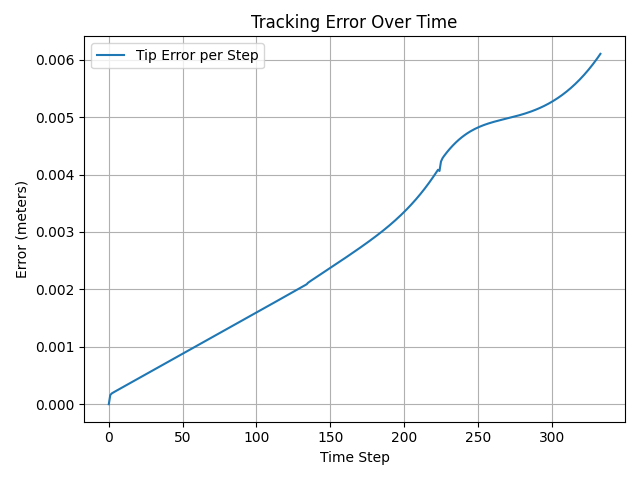 Tracking Error Over Time
Tip Error per Step
0.006
0.005
0.004
0.003
0.002
0.001
0.000
Error (meters)
0 50 100 150 200 250 300
Time Step